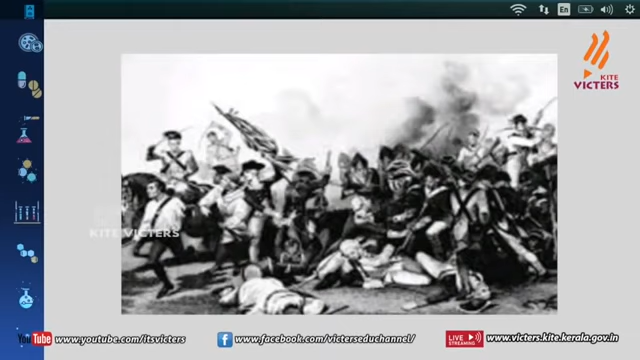 En
KITE
VICTERS
KITE VICTERS
YouTube
www.youtube.com/itsvicters
www.facebook.com/victerseduchannel/
LIVE
STREAMING
www.victers.kite.kerala.gov.in